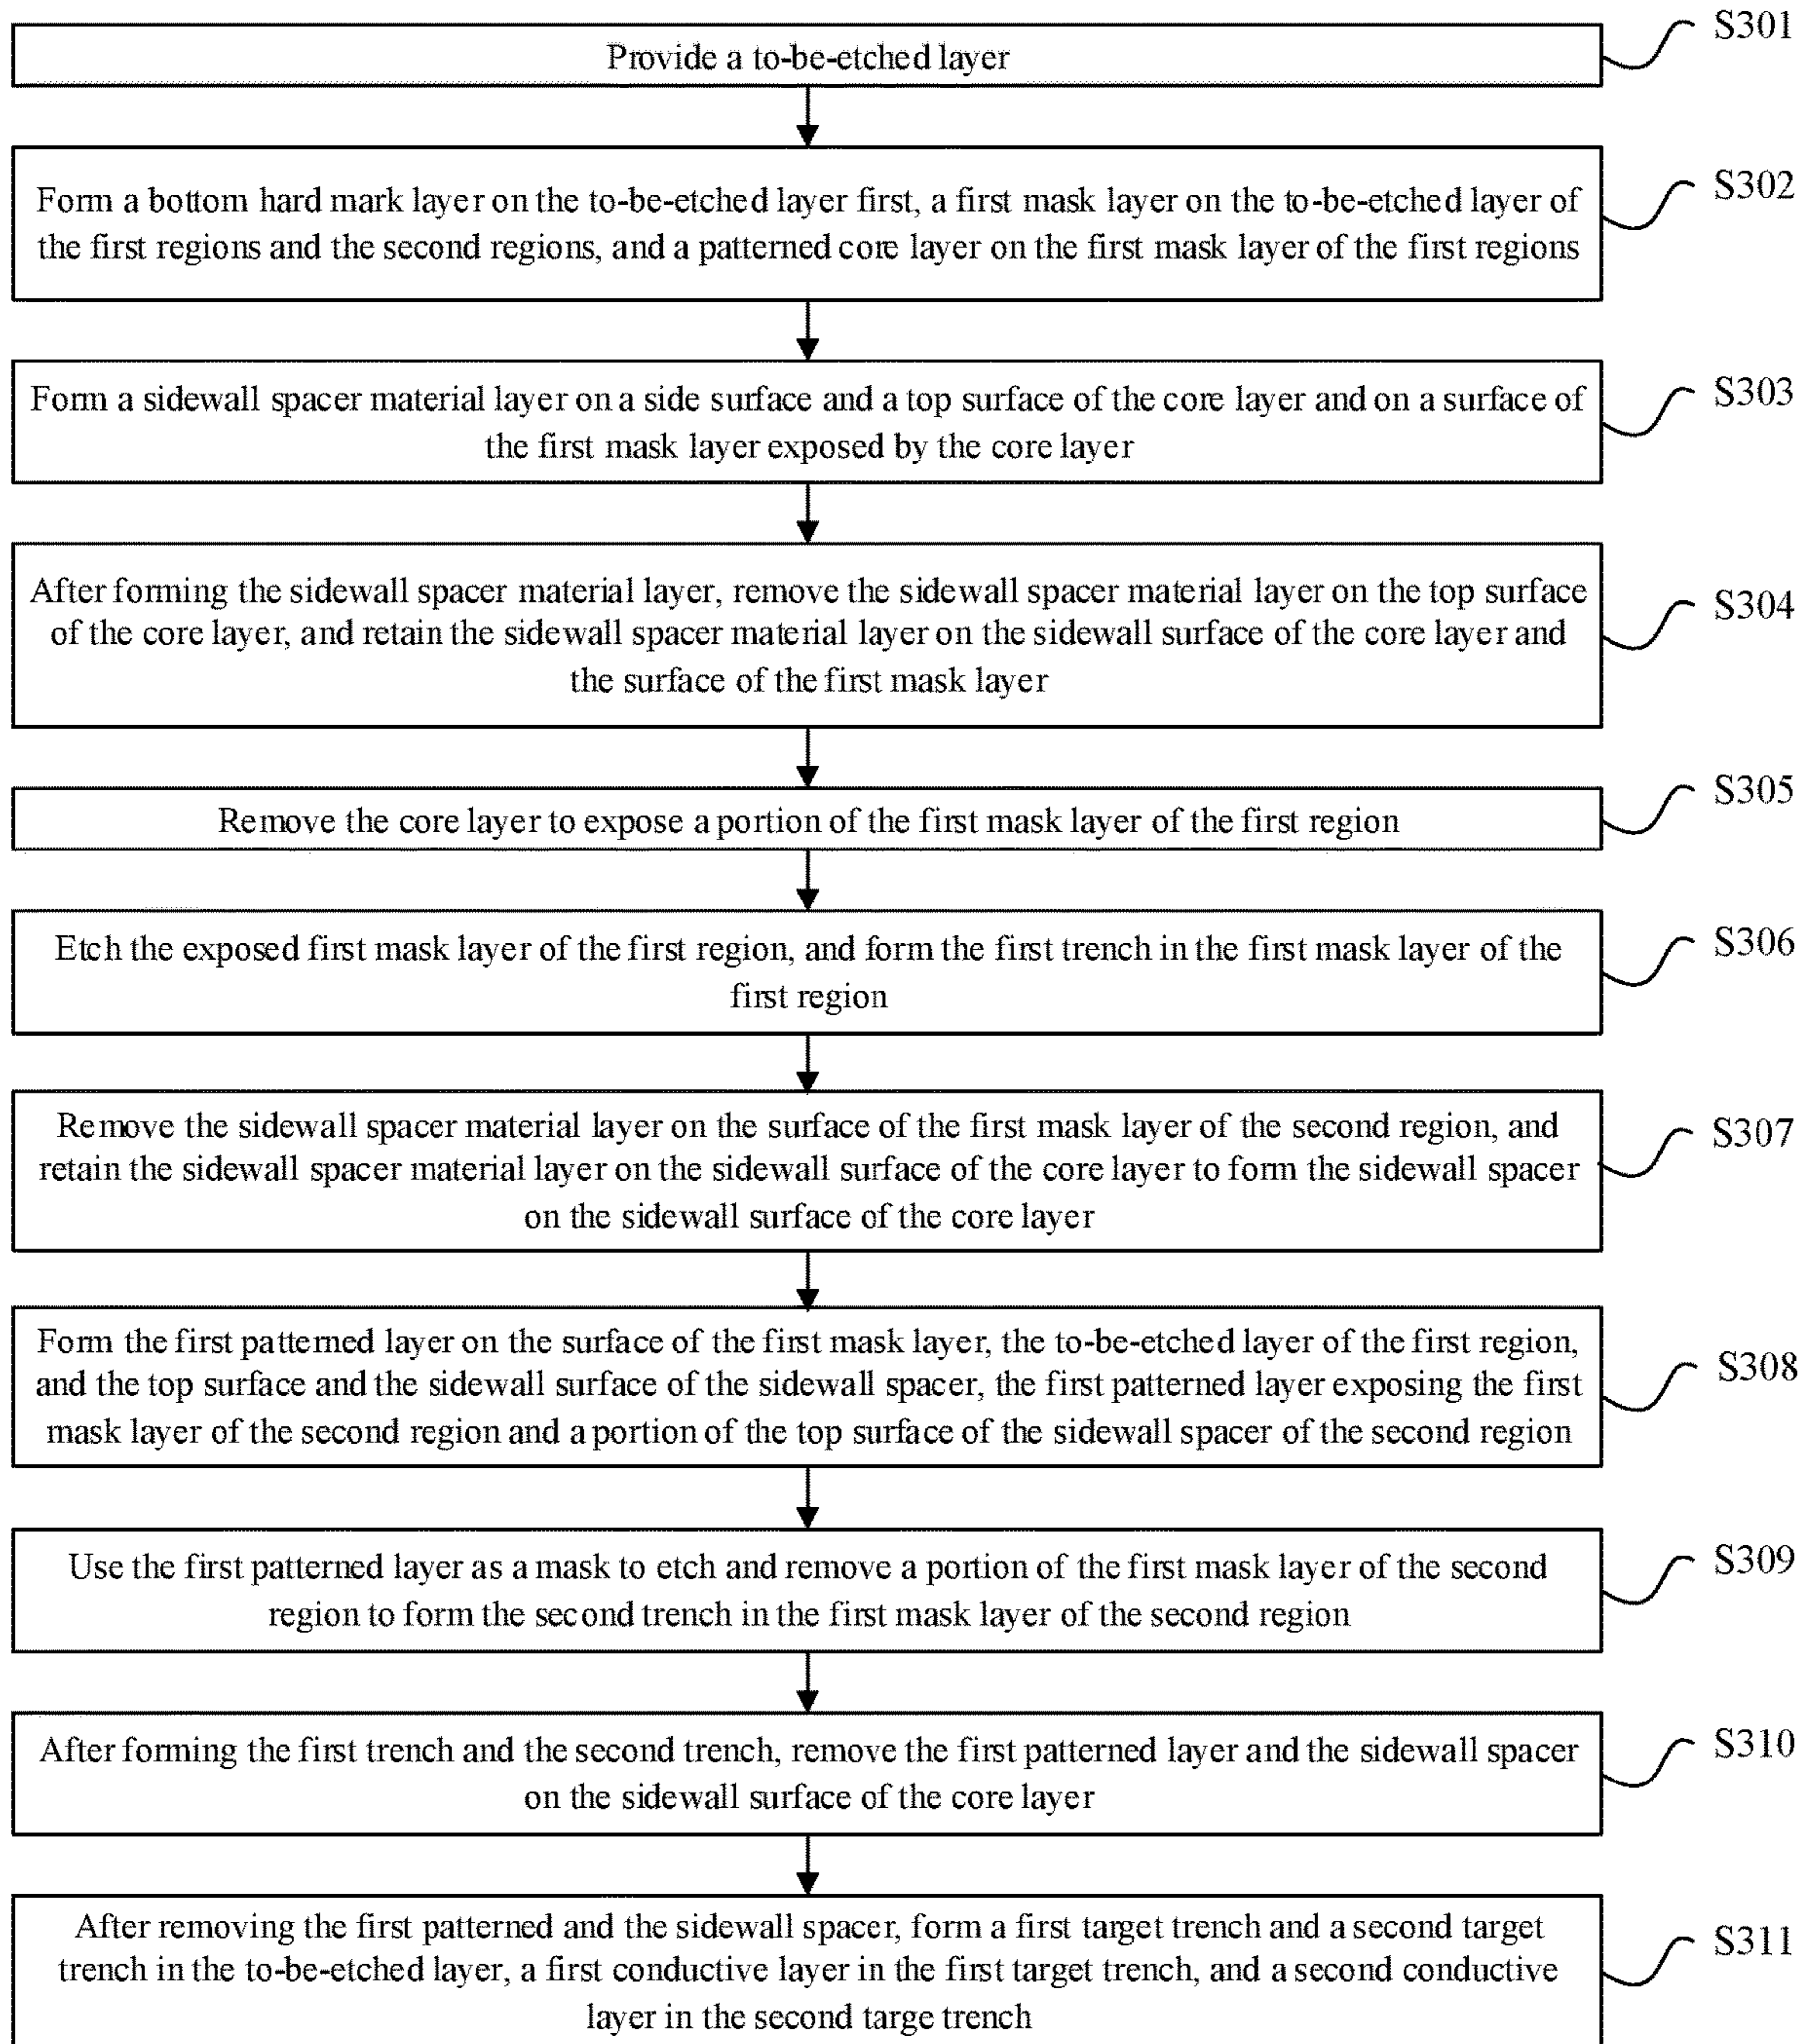 Provide a to-be-etched layer
S301
Form a bottom hard mark layer on the to-be-etched layer first, a first mask layer on the to-be-etched layer of
the first regions and the second regions, and a patterned core layer on the first mask layer of the first regions
S302
Form a sidewall spacer material layer on a side surface and a top surface of the core layer and on a surface of
the first mask layer exposed by the core layer
S303
After forming the sidewall spacer material layer, remove the sidewall spacer material layer on the top surface
of the core layer, and retain the sidewall spacer material layer on the sidewall surface of the core layer and
the surface of the first mask layer
S304
Remove the core layer to expose a portion of the first mask layer of the first region
S305
Etch the exposed first mask layer of the first region, and form the first trench in the first mask layer of the
first region
S306
Remove the sidewall spacer material layer on the surface of the first mask layer of the second region, and
retain the sidewall spacer material layer on the sidewall surface of the core layer to form the sidewall spacer
on the sidewall surface of the core layer
S307
Form the first patterned layer on the surface of the first mask layer, the to-be-etched layer of the first region,
and the top surface and the sidewall surface of the sidewall spacer, the first patterned layer exposing the first
mask layer of the second region and a portion of the top surface of the sidewall spacer of the second region
S308
Use the first patterned layer as a mask to etch and remove a portion of the first mask layer of the second
region to form the second trench in the first mask layer of the second region
S309
After forming the first trench and the second trench, remove the first patterned layer and the sidewall spacer
on the sidewall surface of the core layer
S310
After removing the first patterned and the sidewall spacer, form a first target trench and a second target
trench in the to-be-etched layer, a first conductive layer in the first target trench, and a second conductive
layer in the second targe trench
S311